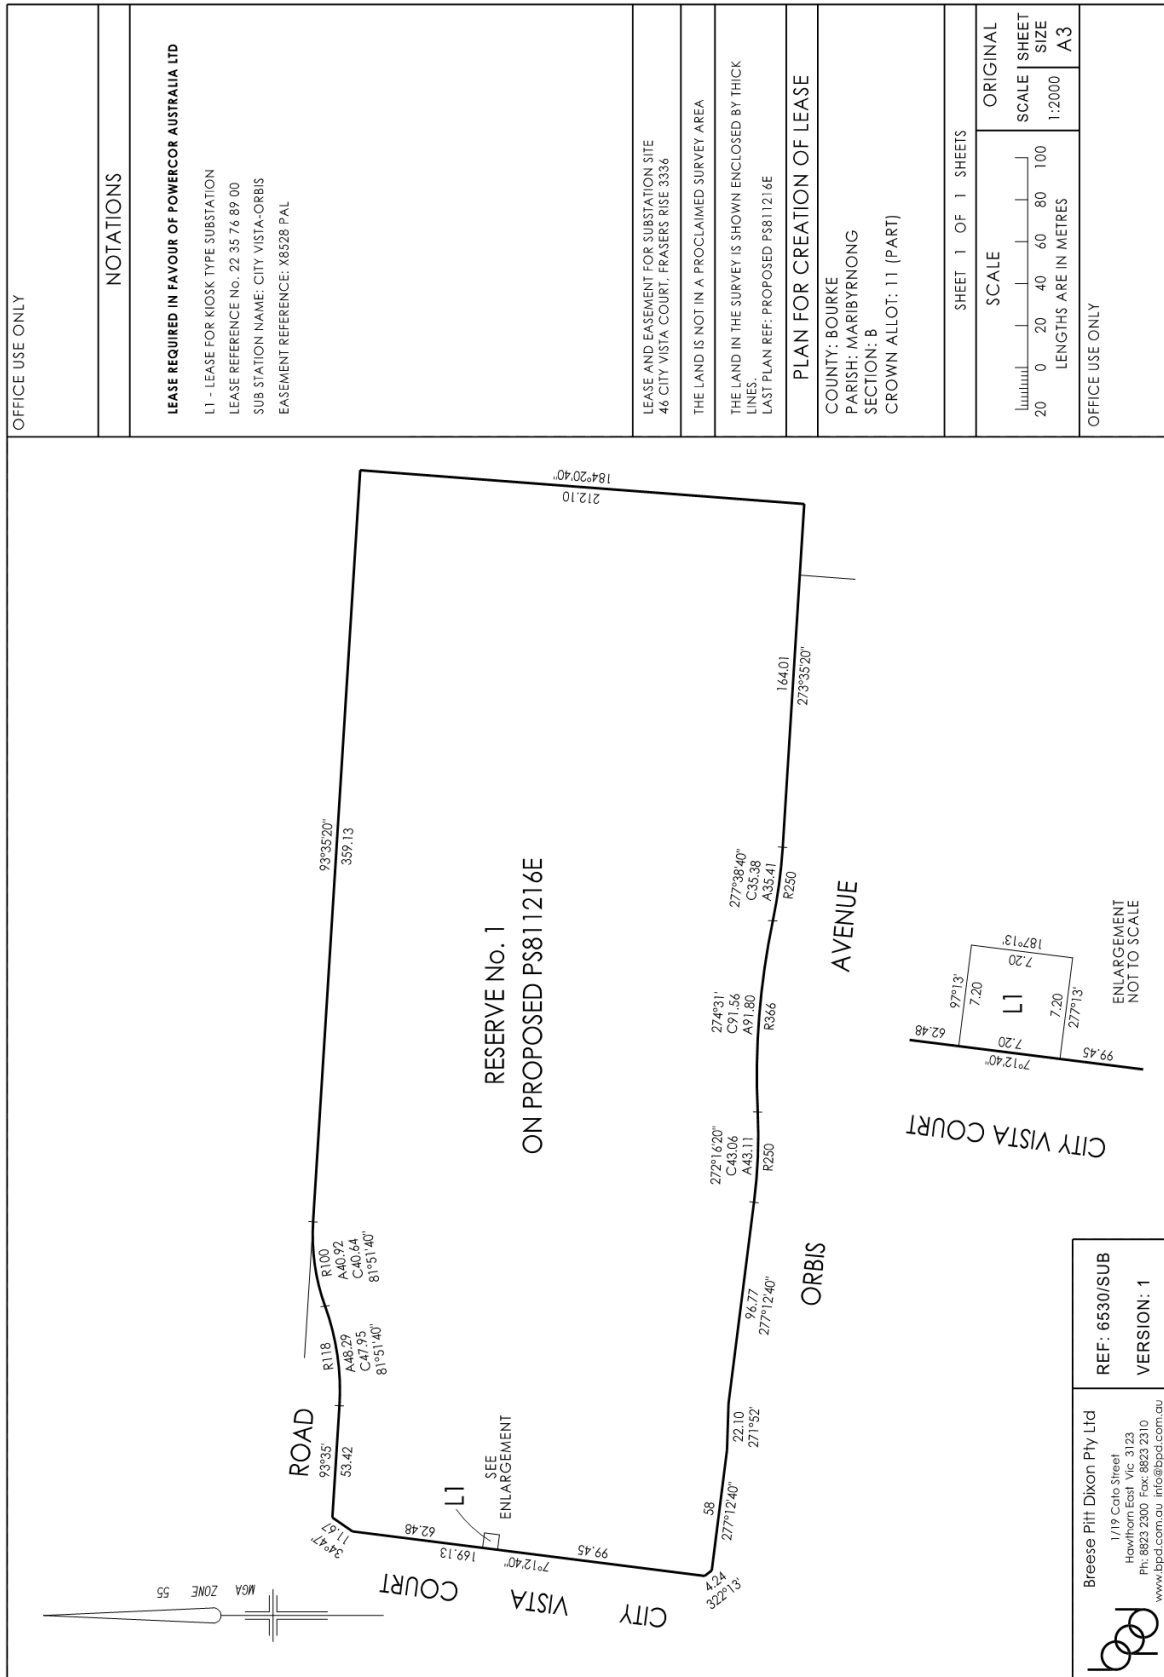 MGA ZONE 55
ROAD
93°35'
53.42
34°47'
11.67
R118
A48.29
C47.95
81°51'40"
R100
A40.92
C40.64
81°51'40"
93°35'20"
359.13
184°20'40"
212.10
RESERVE No. 1
ON PROPOSED PS811216E
L1
SEE
ENLARGEMENT
62.48
169.13
7°12'40"
99.45
CITY VISTA COURT
4.24
322°13'
58
277°12'40"
22.10
271°52'
96.77
277°12'40"
272°16'20"
C43.06
A43.11
R250
274°31'
C91.56
A91.80
R366
277°38'40"
C35.38
A35.41
R250
164.01
273°35'20"
ORBIS AVENUE
CITY VISTA COURT
62.48
97°13'
7.20
7.20
7°12'40"
L1
7.20
187°13'
7.20
277°13'
99.45
ENLARGEMENT
NOT TO SCALE
Breese Pitt Dixon Pty Ltd
1/19 Cato Street
Hawthorn East Vic 3123
Ph: 8823 2300 Fax: 8823 2310
www.bpd.com.au info@bpd.com.au
bpd
REF: 6530/SUB
VERSION: 1
OFFICE USE ONLY
NOTATIONS
LEASE REQUIRED IN FAVOUR OF POWERCOR AUSTRALIA LTD
L1 - LEASE FOR KIOSK TYPE SUBSTATION
LEASE REFERENCE No. 22 35 76 89 00
SUB STATION NAME: CITY VISTA-ORBIS
EASEMENT REFERENCE: X8528 PAL
LEASE AND EASEMENT FOR SUBSTATION SITE
46 CITY VISTA COURT, FRASERS RISE 3336
THE LAND IS NOT IN A PROCLAIMED SURVEY AREA
THE LAND IN THE SURVEY IS SHOWN ENCLOSED BY THICK
LINES.
LAST PLAN REF: PROPOSED PS811216E
PLAN FOR CREATION OF LEASE
COUNTY: BOURKE
PARISH: MARIBYRNONG
SECTION: B
CROWN ALLOT: 11 (PART)
SHEET 1 OF 1 SHEETS
SCALE
20 0 20 40 60 80 100
LENGTHS ARE IN METRES
ORIGINAL
SCALE
1:2000
SHEET
SIZE
A3
OFFICE USE ONLY